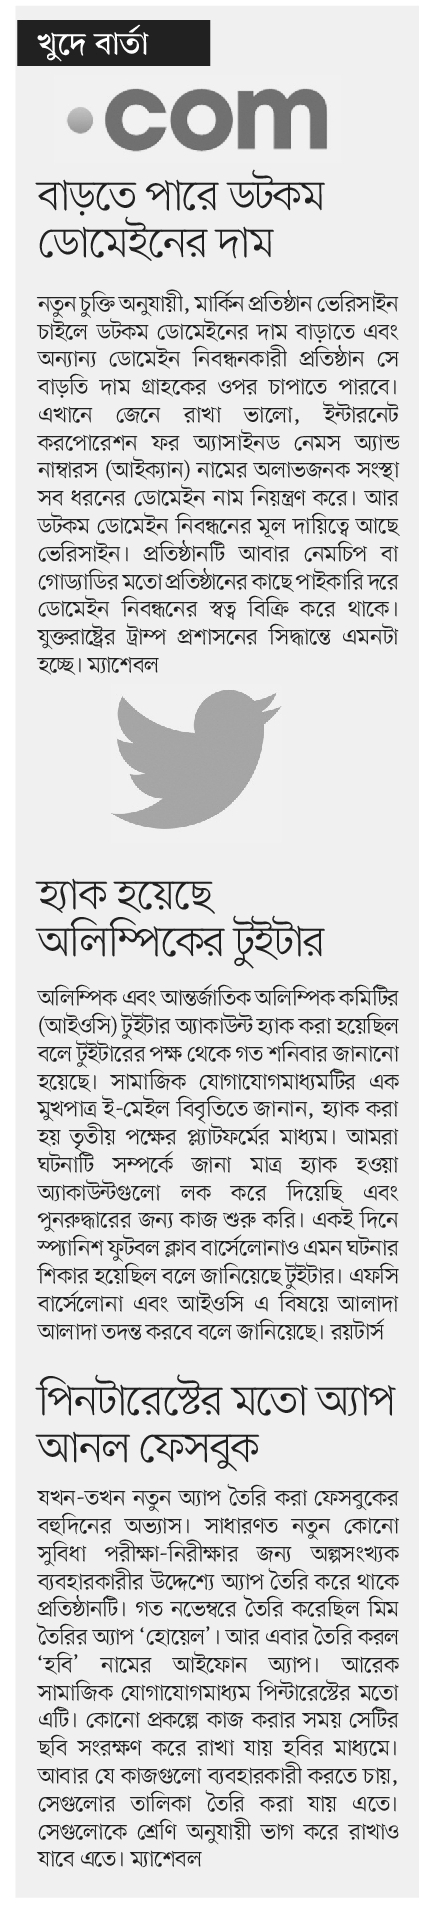 খুদে বার্তা
.com
বাড়তে পারে ডটকম
ডোমেইনের দাম
নতুন চুক্তি অনুযায়ী, মার্কিন প্রতিষ্ঠান ভেরিসাইন
চাইলে ডটকম ডোমেইনের দাম বাড়াতে এবং
অন্যান্য ডোমেইন নিবন্ধনকারী প্রতিষ্ঠান সে
বাড়তি দাম গ্রাহকের ওপর চাপাতে পারবে।
এখানে জেনে রাখা ভালো, ইন্টারনেট
করপোরেশন ফর অ্যাসাইনড নেমস অ্যান্ড
নাম্বারস (আইক্যান) নামের অলাভজনক সংস্থা
সব ধরনের ডোমেইন নাম নিয়ন্ত্রণ করে। আর
ডটকম ডোমেইন নিবন্ধনের মূল দায়িত্বে আছে
ভেরিসাইন। প্রতিষ্ঠানটি আবার নেমচিপ বা
গোড্যাডির মতো প্রতিষ্ঠানের কাছে পাইকারি দরে
ডোমেইন নিবন্ধনের স্বত্ব বিক্রি করে থাকে।
যুক্তরাষ্ট্রের ট্রাম্প প্রশাসনের সিদ্ধান্তে এমনটা
হচ্ছে। ম্যাশেবল
হ্যাক হয়েছে
অলিম্পিকের টুইটার
অলিম্পিক এবং আন্তর্জাতিক অলিম্পিক কমিটির
(আইওসি) টুইটার অ্যাকাউন্ট হ্যাক করা হয়েছিল
বলে টুইটারের পক্ষ থেকে গত শনিবার জানানো
হয়েছে। সামাজিক যোগাযোগমাধ্যমটির এক
মুখপাত্র ই-মেইল বিবৃতিতে জানান, হ্যাক করা
হয় তৃতীয় পক্ষের প্ল্যাটফর্মের মাধ্যম। আমরা
ঘটনাটি সম্পর্কে জানা মাত্র হ্যাক হওয়া
অ্যাকাউন্টগুলো লক করে দিয়েছি এবং
পুনরুদ্ধারের জন্য কাজ শুরু করি। একই দিনে
স্প্যানিশ ফুটবল ক্লাব বার্সেলোনাও এমন ঘটনার
শিকার হয়েছিল বলে জানিয়েছে টুইটার। এফসি
বার্সেলোনা এবং আইওসি এ বিষয়ে আলাদা
আলাদা তদন্ত করবে বলে জানিয়েছে। রয়টার্স
পিনটারেস্টের মতো অ্যাপ
আনল ফেসবুক
যখন-তখন নতুন অ্যাপ তৈরি করা ফেসবুকের
বহুদিনের অভ্যাস। সাধারণত নতুন কোনো
সুবিধা পরীক্ষা-নিরীক্ষার জন্য অল্পসংখ্যক
ব্যবহারকারীর উদ্দেশ্যে অ্যাপ তৈরি করে থাকে
প্রতিষ্ঠানটি। গত নভেম্বরে তৈরি করেছিল মিম
তৈরির অ্যাপ ‘হোয়েল’। আর এবার তৈরি করল
‘হবি’ নামের আইফোন অ্যাপ। আরেক
সামাজিক যোগাযোগমাধ্যম পিন্টারেস্টের মতো
এটি। কোনো প্রকল্পে কাজ করার সময় সেটির
ছবি সংরক্ষণ করে রাখা যায় হবির মাধ্যমে।
আবার যে কাজগুলো ব্যবহারকারী করতে চায়,
সেগুলোর তালিকা তৈরি করা যায় এতে।
সেগুলোকে শ্রেণি অনুযায়ী ভাগ করে রাখাও
যাবে এতে। ম্যাশেবল